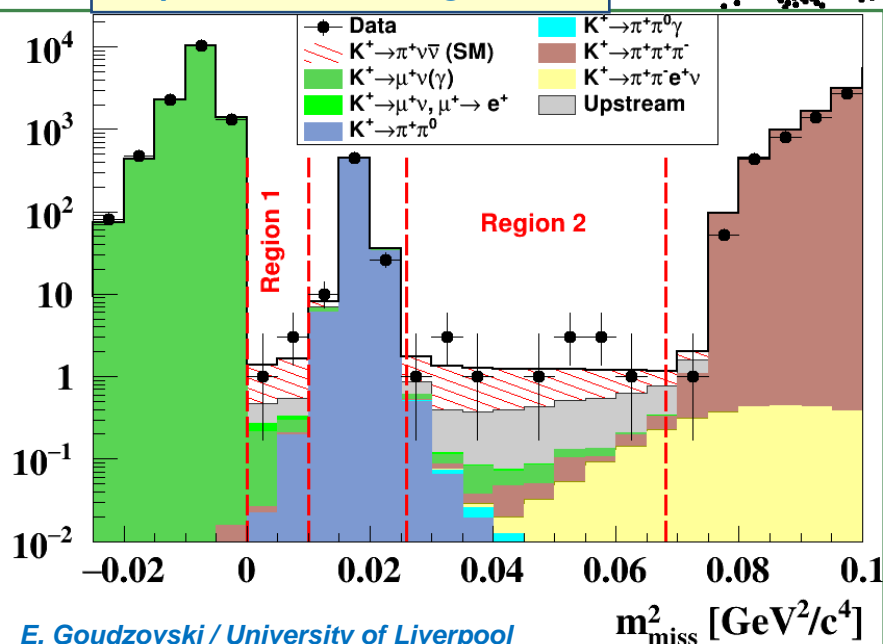 Data
K⁺→π⁺νν̅ (SM)
K⁺→μ⁺ν(γ)
K⁺→μ⁺ν, μ⁺→ e⁺
K⁺→π⁺π⁰
K⁺→π⁺π⁰γ
K⁺→π⁺π⁺π⁻
K⁺→π⁺π⁻e⁺ν
Upstream
10⁴
10³
10²
10
1
10⁻¹
10⁻²
Region 1
Region 2
−0.02 0 0.02 0.04 0.06 0.08 0.1
m²miss [GeV²/c⁴]
E. Goudzovski / University of Liverpool